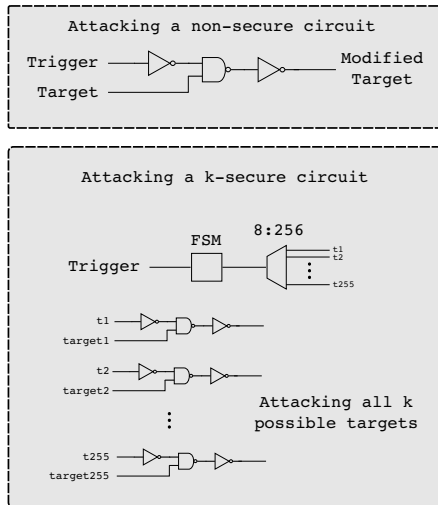 Attacking a non-secure circuit
Trigger
Target
Modified
Target
Attacking a k-secure circuit
8:256
FSM
Trigger
t1
t2
t255
t1
target1
t2
target2
Attacking all k
possible targets
t255
target255